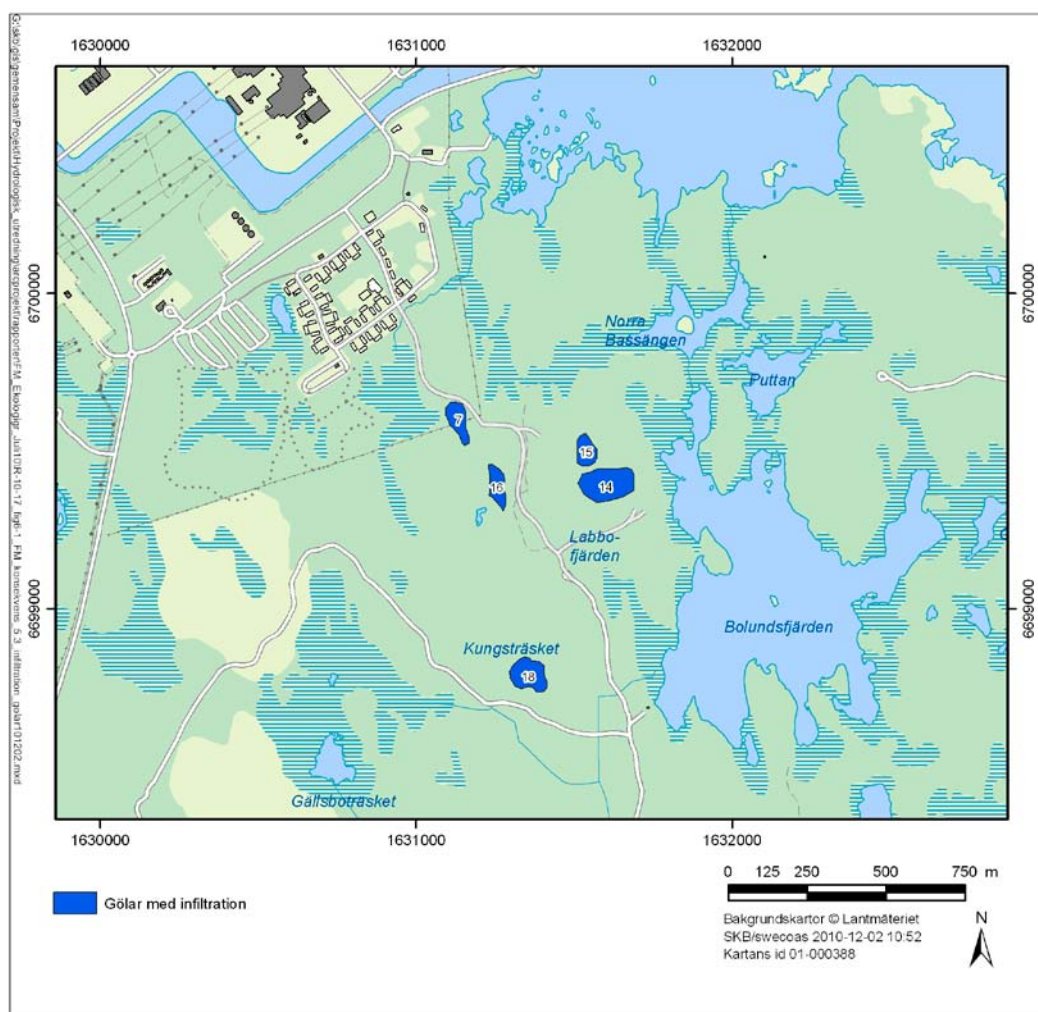 1630000
1631000
1632000
6700000
6700000
Norra
Bassängen
Puttan
7
15
16
14
Labbo-
fjärden
6699000
6699000
Bolundsfjärden
Kungsträsket
18
Gällsboträsket
1630000
1631000
1632000
Gölar med infiltration
0 125 250 500 750 m
Bakgrundskartor © Lantmäteriet
SKB/swecoas 2010-12-02 10:52
Kartans id 01-000388
N